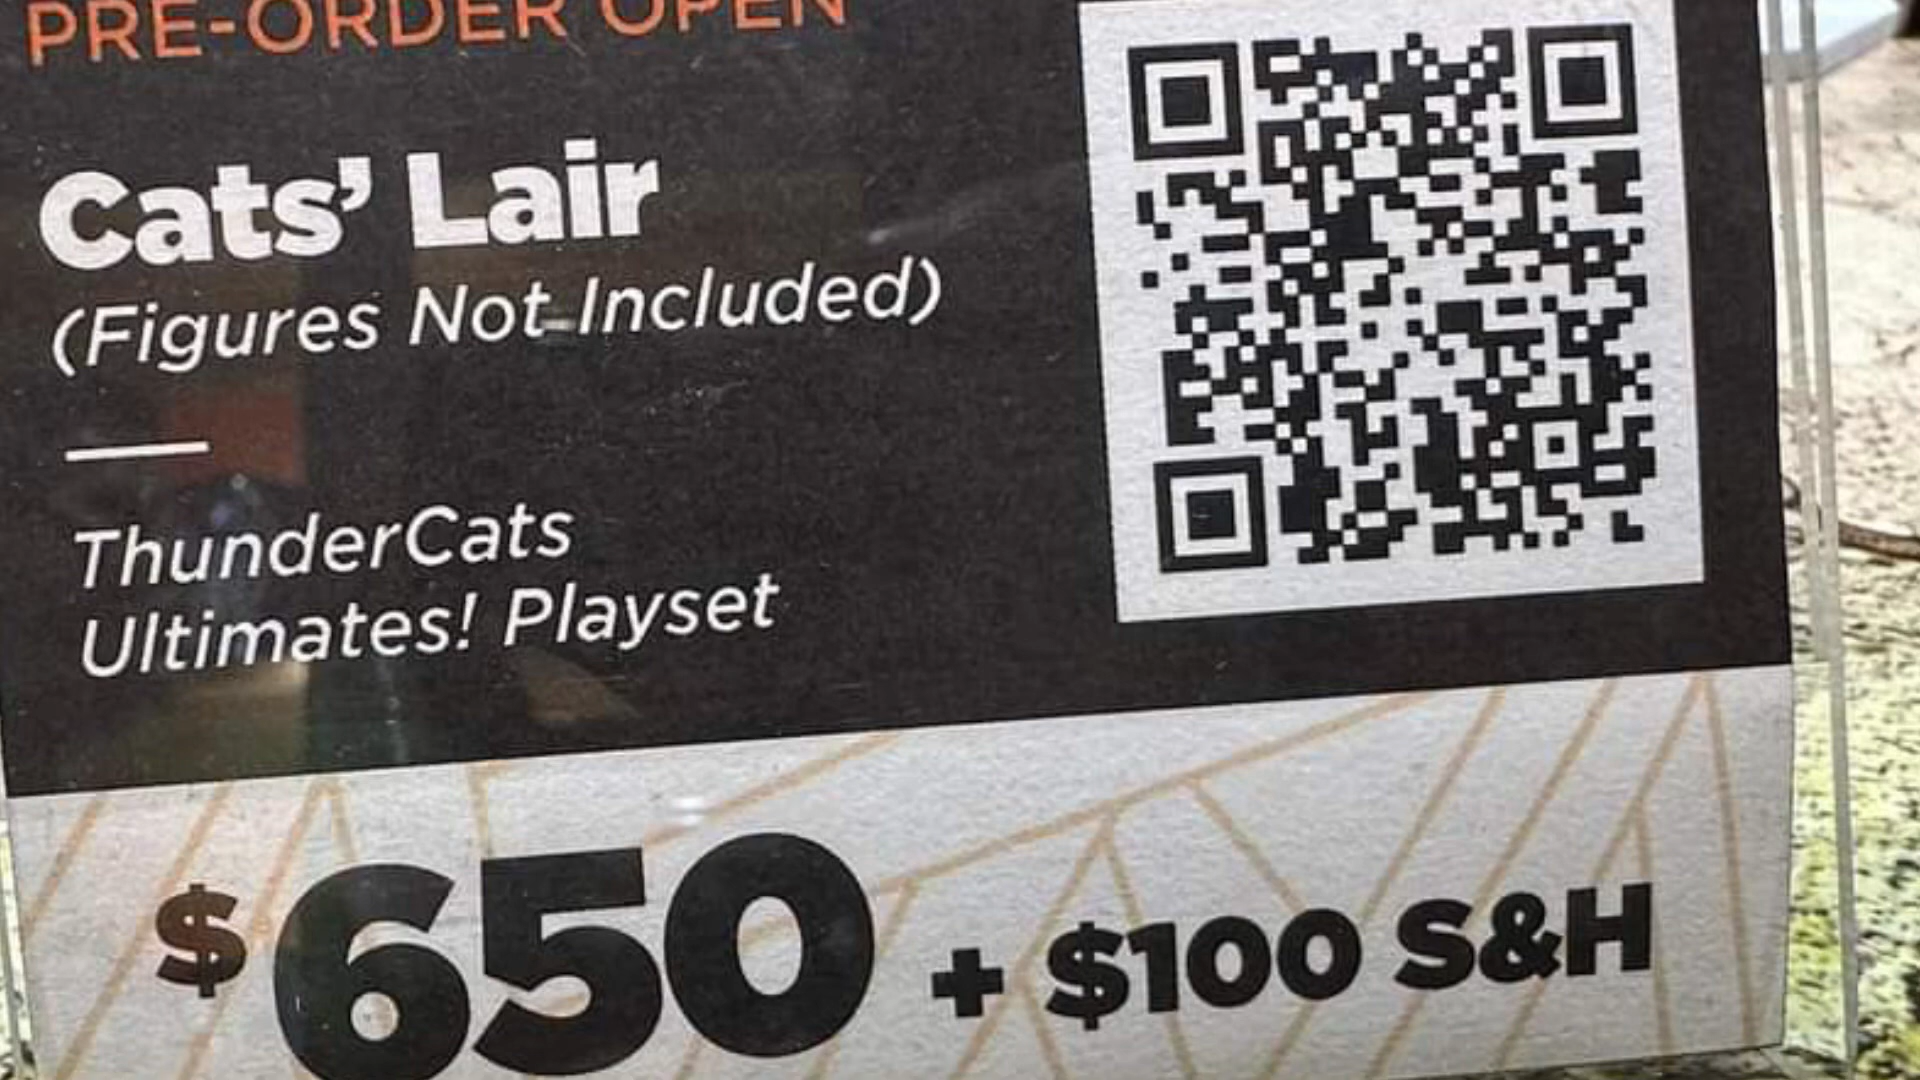 PRE-ORDER OPEN
Cats’ Lair
(Figures Not Included)
ThunderCats
Ultimates! Playset
$650 + $100 S&H